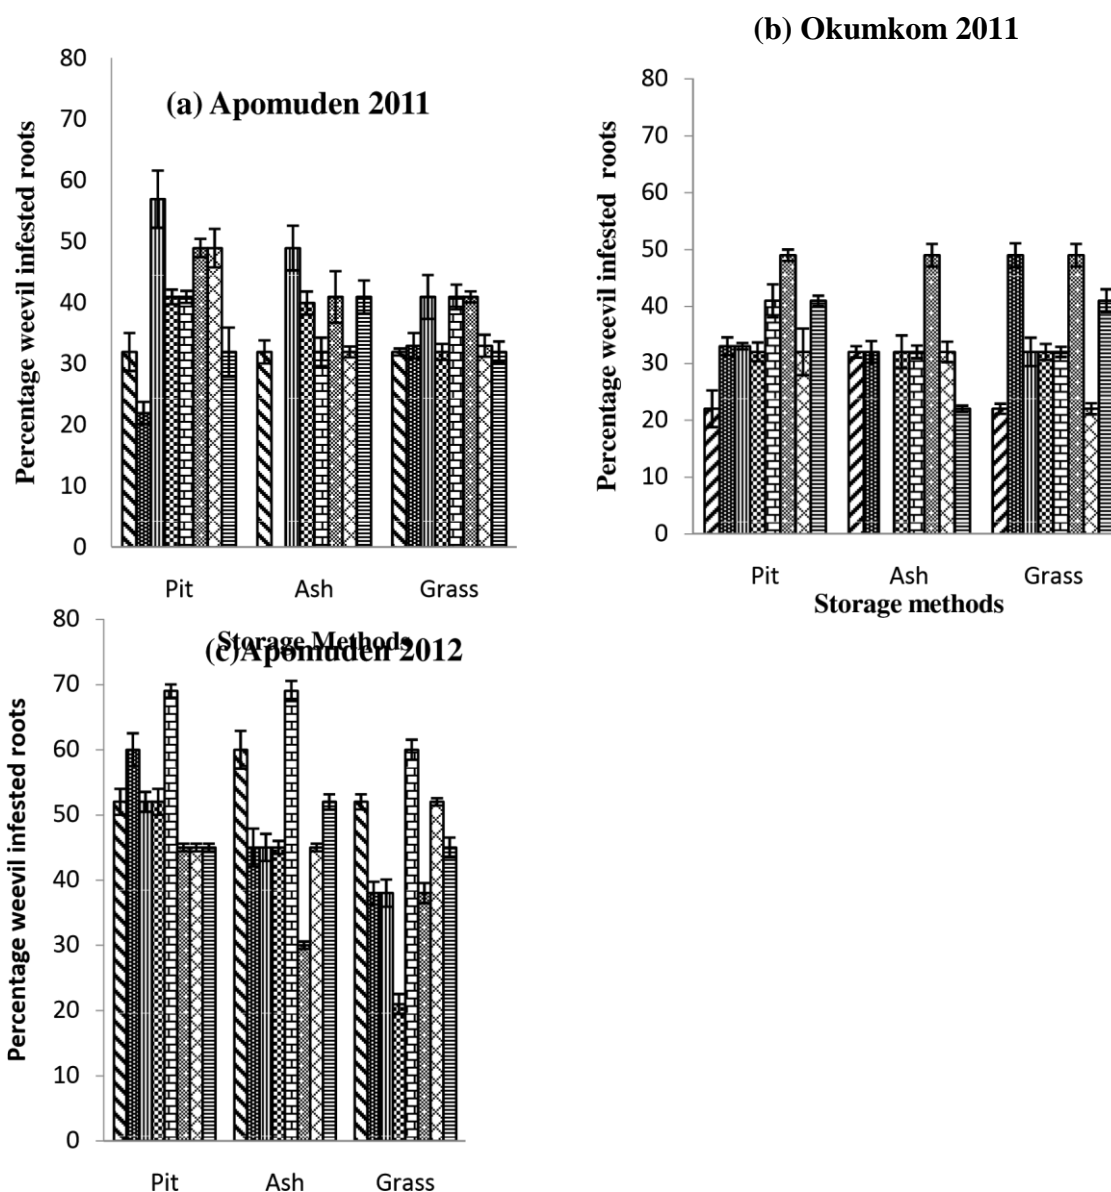 (a) Apomuden 2011
Percentage weevil infested roots
80
70
60
50
40
30
20
10
0
Pit Ash Grass
Storage Methods
(b) Okumkom 2011
Percentage weevil infested roots
80
70
60
50
40
30
20
10
0
Pit Ash Grass
Storage methods
(c)Apomuden 2012
Percentage weevil infested roots
80
70
60
50
40
30
20
10
0
Pit Ash Grass